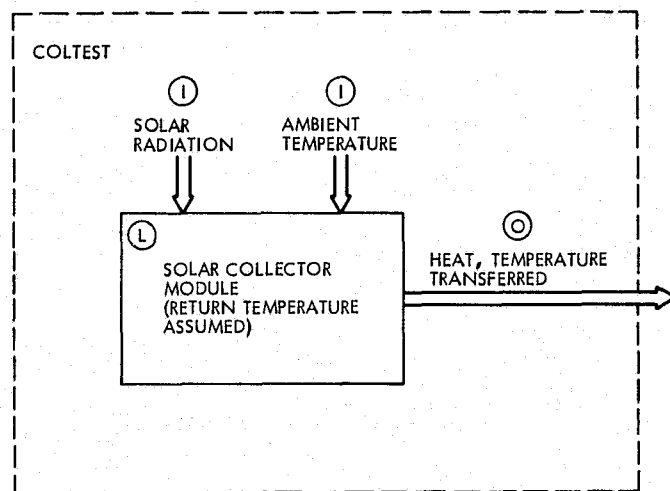 COLTEST
I
I
SOLAR
RADIATION
AMBIENT
TEMPERATURE
L
SOLAR COLLECTOR
MODULE
(RETURN TEMPERATURE
ASSUMED)
O
HEAT, TEMPERATURE
TRANSFERRED